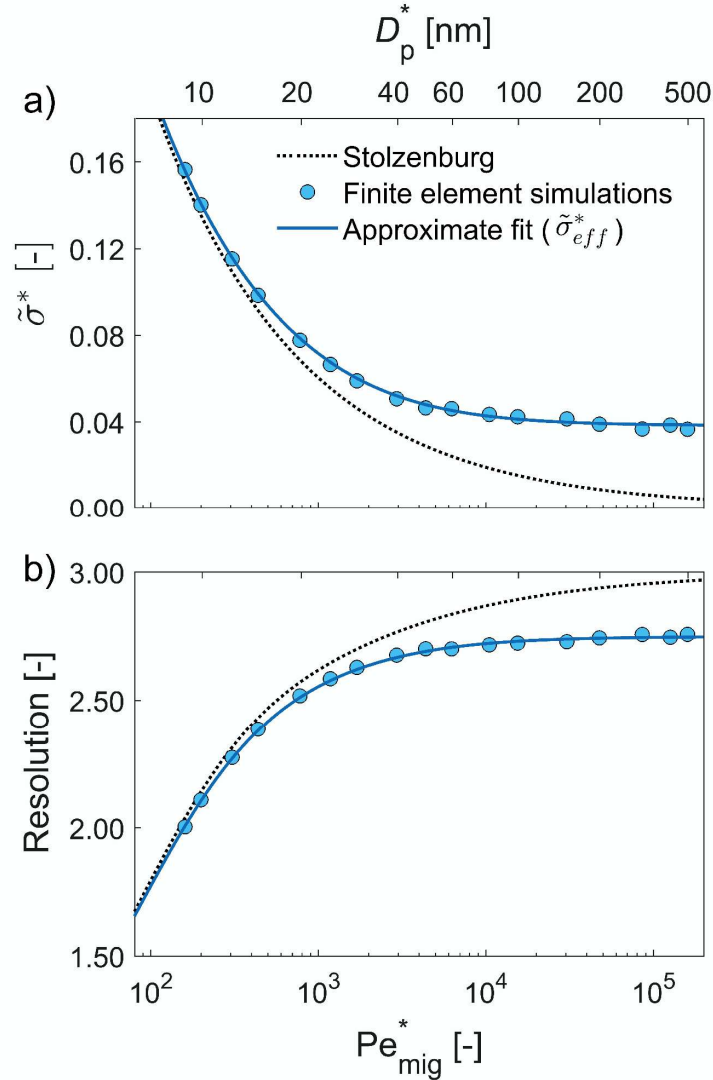 D*p [nm]
a)
10 20 40 60 100 200 500
Stolzenburg
Finite element simulations
Approximate fit (σ̃*eff)
0.16
0.12
0.08
0.04
0.00
σ̃* [-]
b)
3.00
2.50
2.00
1.50
Resolution [-]
10² 10³ 10⁴ 10⁵
Pe*mig [-]